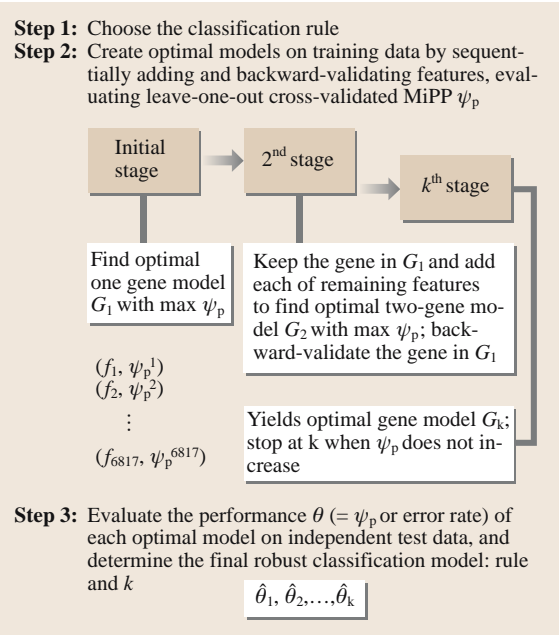 Step 1: Choose the classification rule
Step 2: Create optimal models on training data by sequen-
tially adding and backward-validating features, eval-
uating leave-one-out cross-validated MiPP ψp
Initial
stage
2nd stage
kth stage
Find optimal
one gene model
G1 with max ψp
Keep the gene in G1 and add
each of remaining features
to find optimal two-gene mo-
del G2 with max ψp; back-
ward-validate the gene in G1
(f1, ψp1)
(f2, ψp2)
⋮
(f6817, ψp6817)
Yields optimal gene model Gk;
stop at k when ψp does not in-
crease
Step 3: Evaluate the performance θ (= ψp or error rate) of
each optimal model on independent test data, and
determine the final robust classification model: rule
and k
θ̂1, θ̂2,…,θ̂k